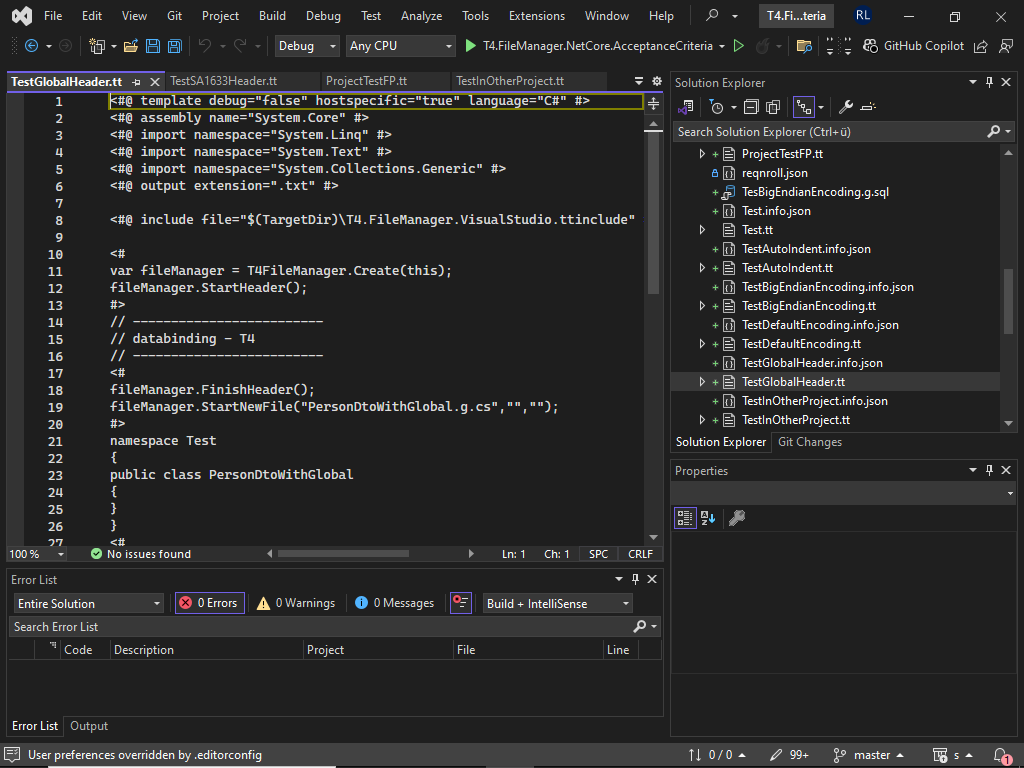 File Edit View Git Project Build Debug Test Analyze Tools Extensions Window Help T4.Fi...teria RL
Debug Any CPU T4.FileManager.NetCore.AcceptanceCriteria GitHub Copilot
TestGlobalHeader.tt TestSA1633Header.tt ProjectTestFP.tt TestInOtherProject.tt
1 <#@ template debug="false" hostspecific="true" language="C#" #>
2 <#@ assembly name="System.Core" #>
3 <#@ import namespace="System.Linq" #>
4 <#@ import namespace="System.Text" #>
5 <#@ import namespace="System.Collections.Generic" #>
6 <#@ output extension=".txt" #>
7
8 <#@ include file="$(TargetDir)\T4.FileManager.VisualStudio.ttinclude"
9
10 <#
11 var fileManager = T4FileManager.Create(this);
12 fileManager.StartHeader();
13 #>
14 // -------------------------
15 // databinding - T4
16 // -------------------------
17 <#
18 fileManager.FinishHeader();
19 fileManager.StartNewFile("PersonDtoWithGlobal.g.cs","","");
20 #>
21 namespace Test
22 {
23 public class PersonDtoWithGlobal
24 {
25 }
26 }
27 <#
100 % No issues found Ln: 1 Ch: 1 SPC CRLF
Error List
Entire Solution 0 Errors 0 Warnings 0 Messages Build + IntelliSense
Search Error List
Code Description Project File Line
Error List Output
Solution Explorer
Search Solution Explorer (Ctrl+ü)
ProjectTestFP.tt
reqnroll.json
TesBigEndianEncoding.g.sql
Test.info.json
Test.tt
TestAutoIndent.info.json
TestAutoIndent.tt
TestBigEndianEncoding.info.json
TestBigEndianEncoding.tt
TestDefaultEncoding.info.json
TestDefaultEncoding.tt
TestGlobalHeader.info.json
TestGlobalHeader.tt
TestInOtherProject.info.json
TestInOtherProject.tt
Solution Explorer Git Changes
Properties
User preferences overridden by .editorconfig 0 / 0 99+ master s 1